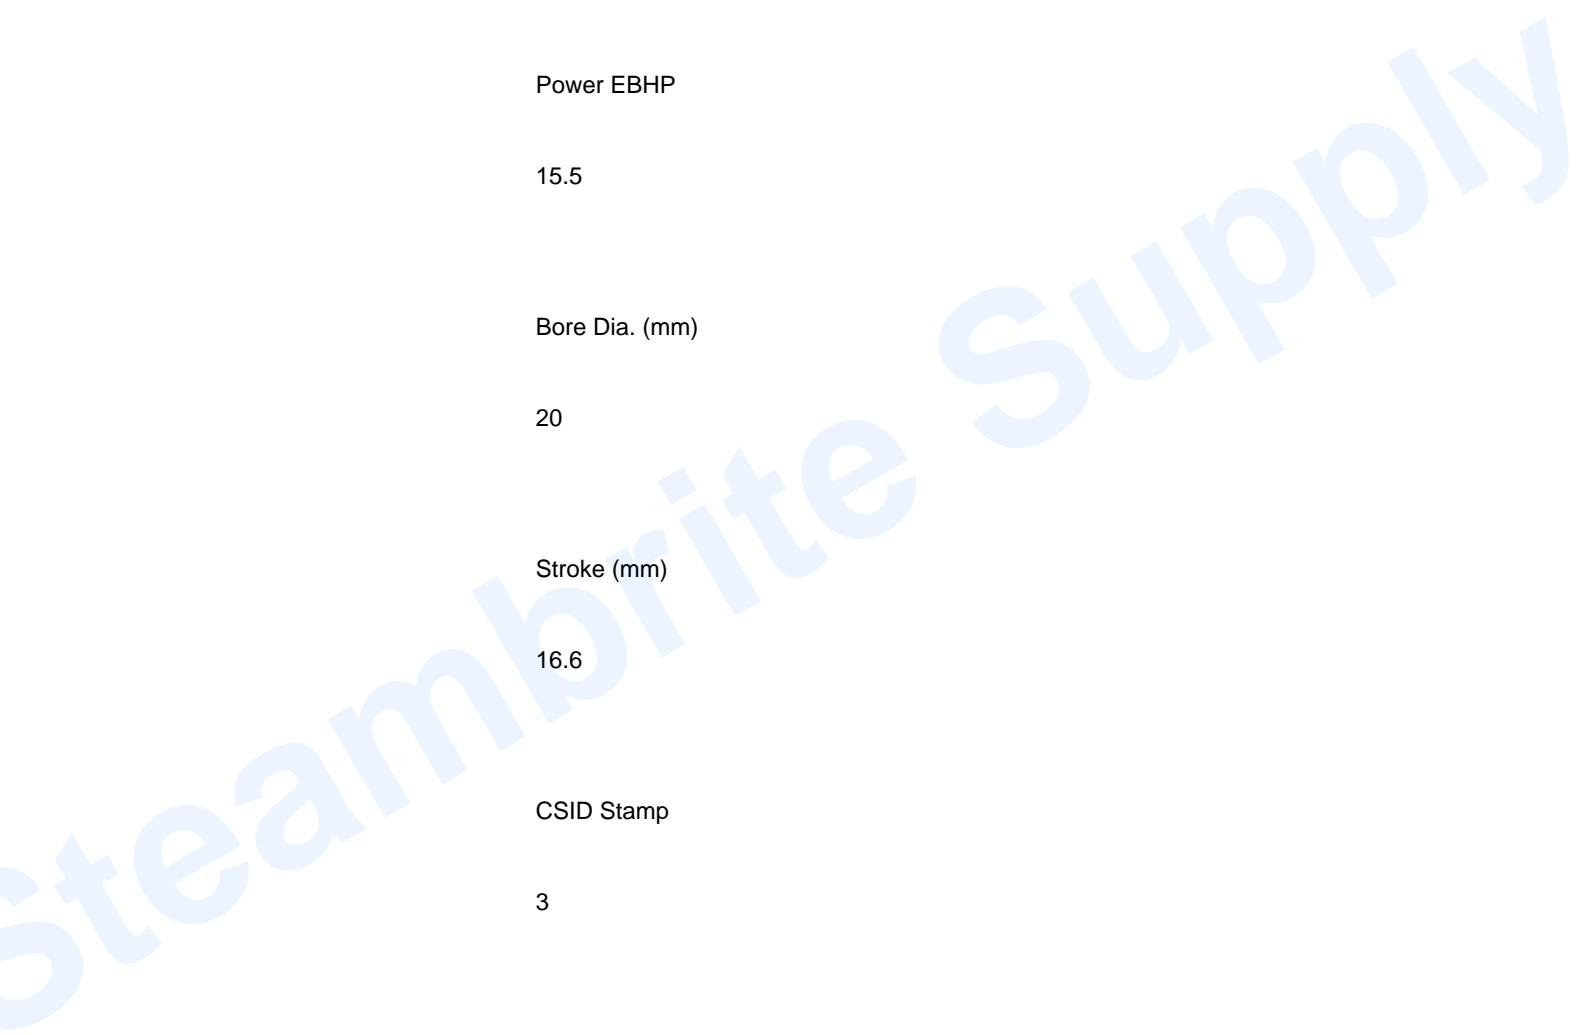 Power EBHP
15.5
Bore Dia. (mm)
20
Stroke (mm)
16.6
CSID Stamp
3
Steambrite Supply